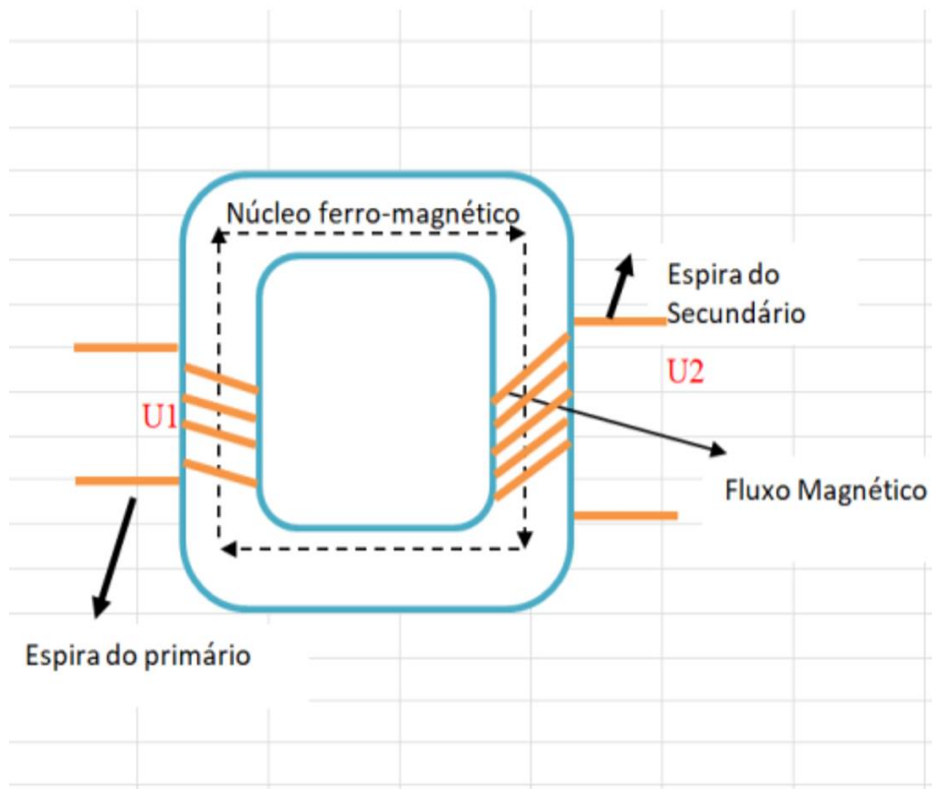 Núcleo ferro-magnético
Espira do
Secundário
U2
U1
Fluxo Magnético
Espira do primário